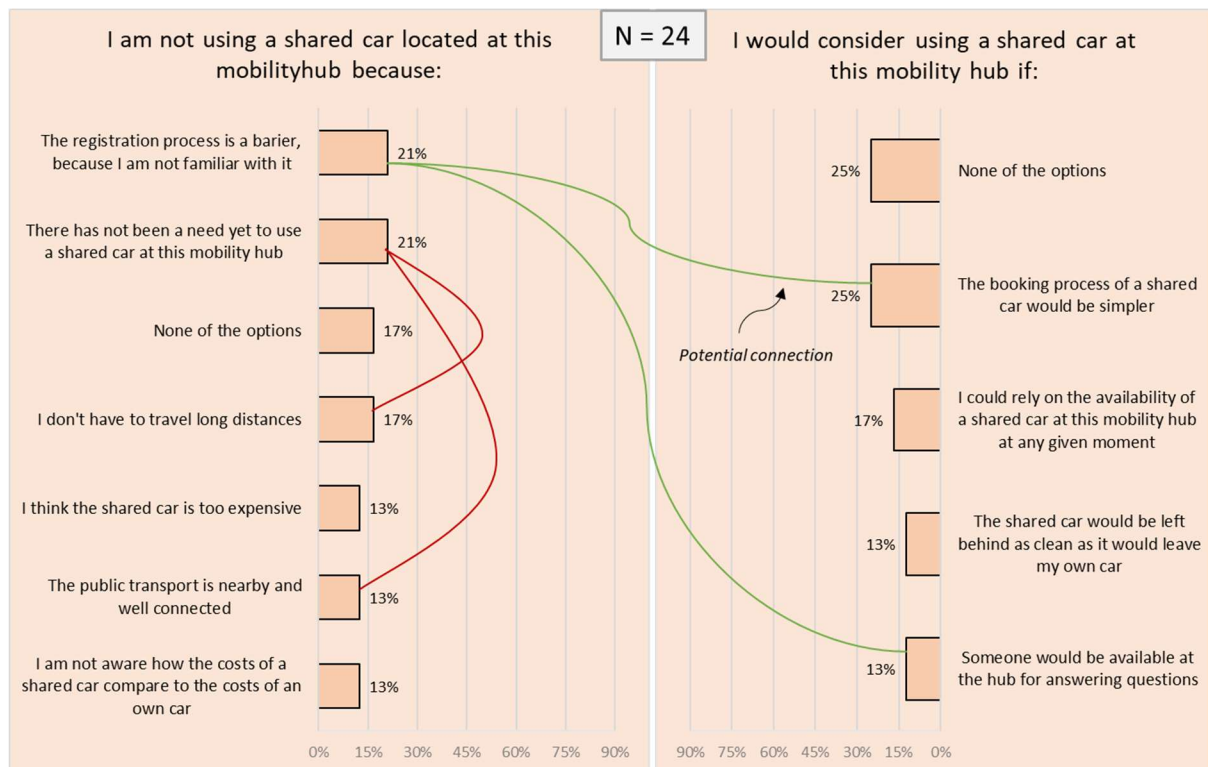 I am not using a shared car located at this
mobilityhub because:
N = 24
I would consider using a shared car at
this mobility hub if:
The registration process is a barier,
because I am not familiar with it
21%
There has not been a need yet to use
a shared car at this mobility hub
21%
None of the options
17%
I don't have to travel long distances
17%
I think the shared car is too expensive
13%
The public transport is nearby and
well connected
13%
I am not aware how the costs of a
shared car compare to the costs of an
own car
13%
0% 15% 30% 45% 60% 75% 90%
25%
None of the options
25%
The booking process of a shared
car would be simpler
Potential connection
17%
I could rely on the availability of
a shared car at this mobility hub
at any given moment
13%
The shared car would be left
behind as clean as it would leave
my own car
13%
Someone would be available at
the hub for answering questions
90% 75% 60% 45% 30% 15% 0%